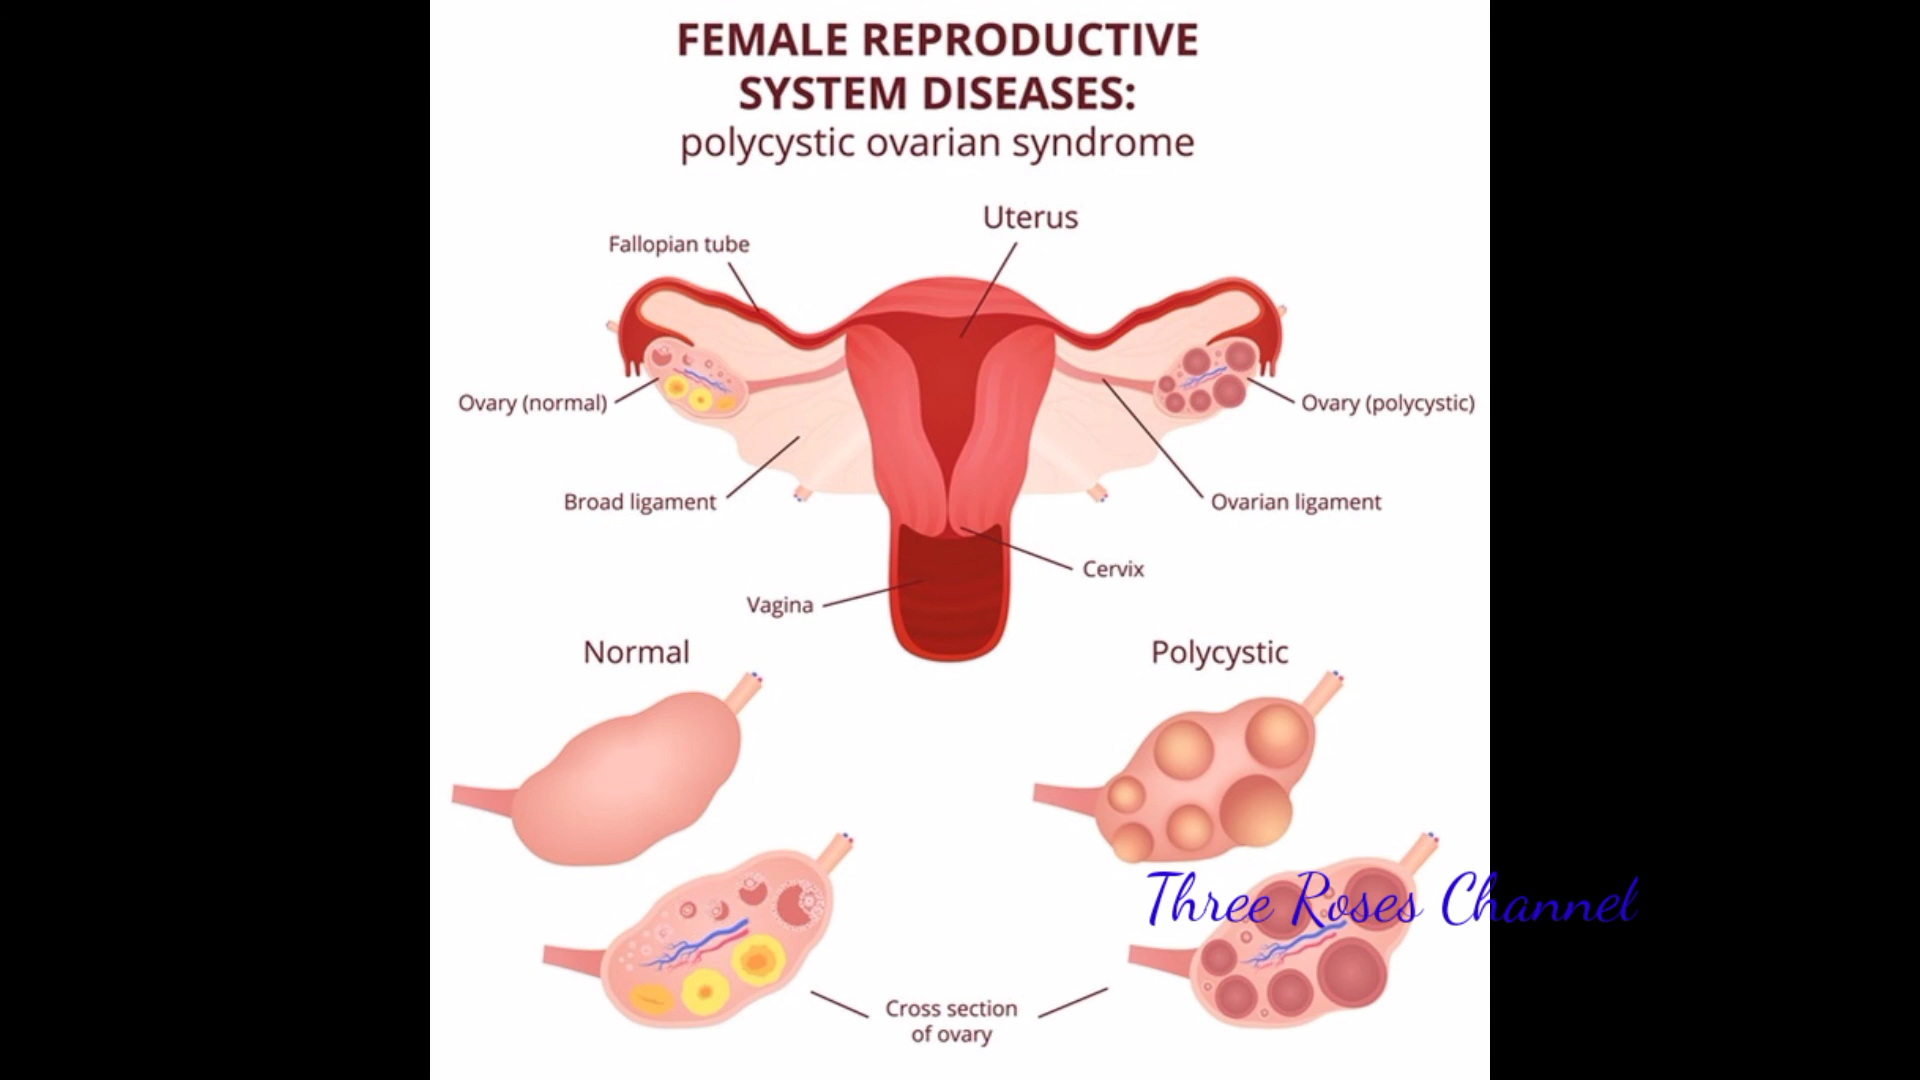 FEMALE REPRODUCTIVE
SYSTEM DISEASES:
polycystic ovarian syndrome
Uterus
Fallopian tube
Ovary (normal)
Ovary (polycystic)
Broad ligament
Ovarian ligament
Cervix
Vagina
Normal
Polycystic
Three Roses Channel
Cross section
of ovary